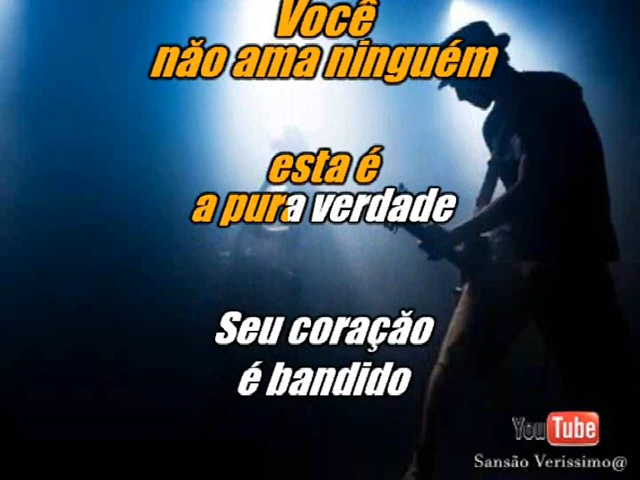 Você
não ama ninguém
esta é
a pura verdade
Seu coração
é bandido
YouTube
Sansão Verissimo@